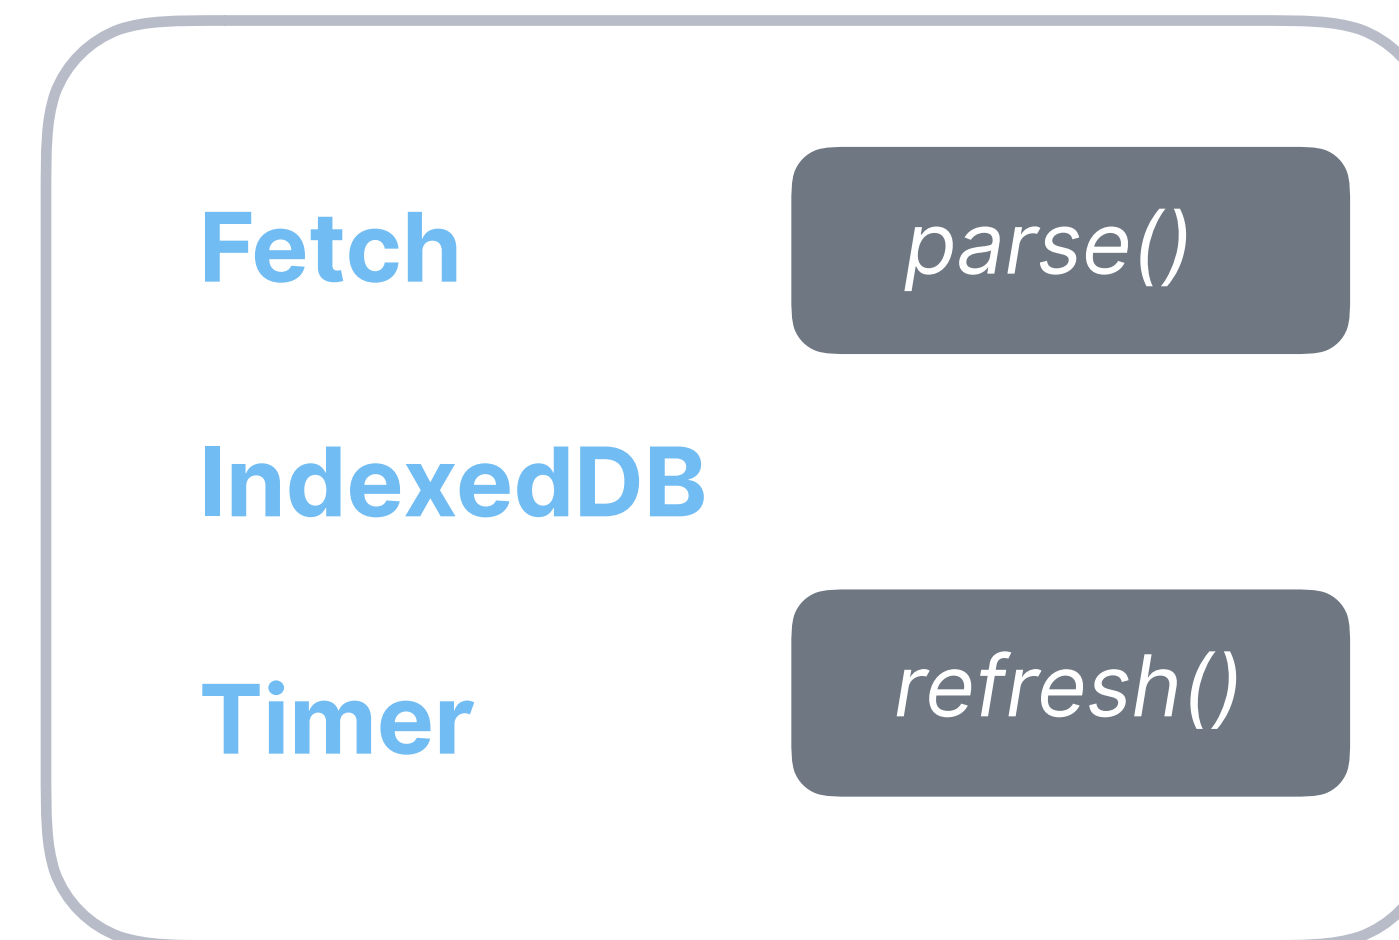 Fetch
parse()
IndexedDB
Timer
refresh()